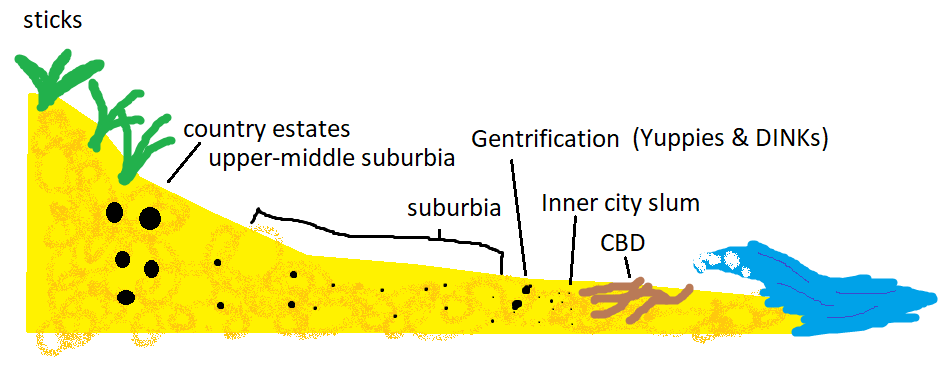 sticks
country estates
upper-middle suburbia
Gentrification (Yuppies & DINKs)
suburbia
Inner city slum
CBD